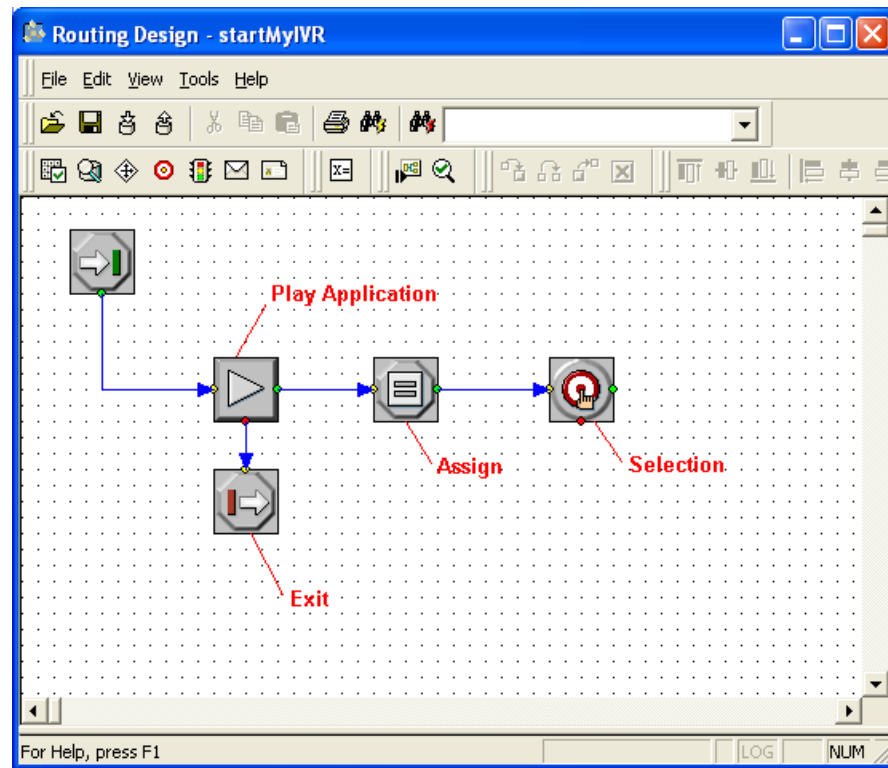 Routing Design - startMyIVR
File Edit View Tools Help
X=
Play Application
Assign
Selection
Exit
For Help, press F1
LOG
NUM